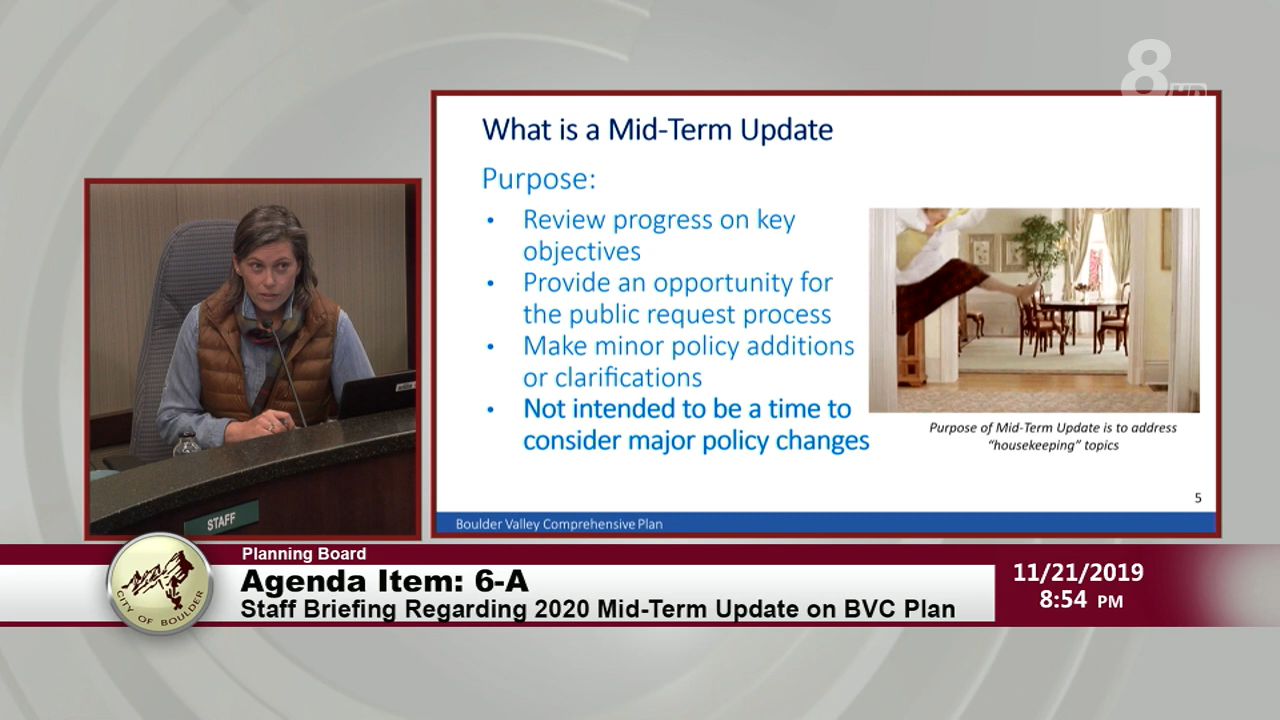 8
HD
What is a Mid-Term Update
Purpose:
• Review progress on key
objectives
• Provide an opportunity for
the public request process
• Make minor policy additions
or clarifications
• Not intended to be a time to
consider major policy changes
Purpose of Mid-Term Update is to address
"housekeeping" topics
5
Boulder Valley Comprehensive Plan
STAFF
CITY OF BOULDER
Planning Board
Agenda Item: 6-A
Staff Briefing Regarding 2020 Mid-Term Update on BVC Plan
11/21/2019
8:54 PM